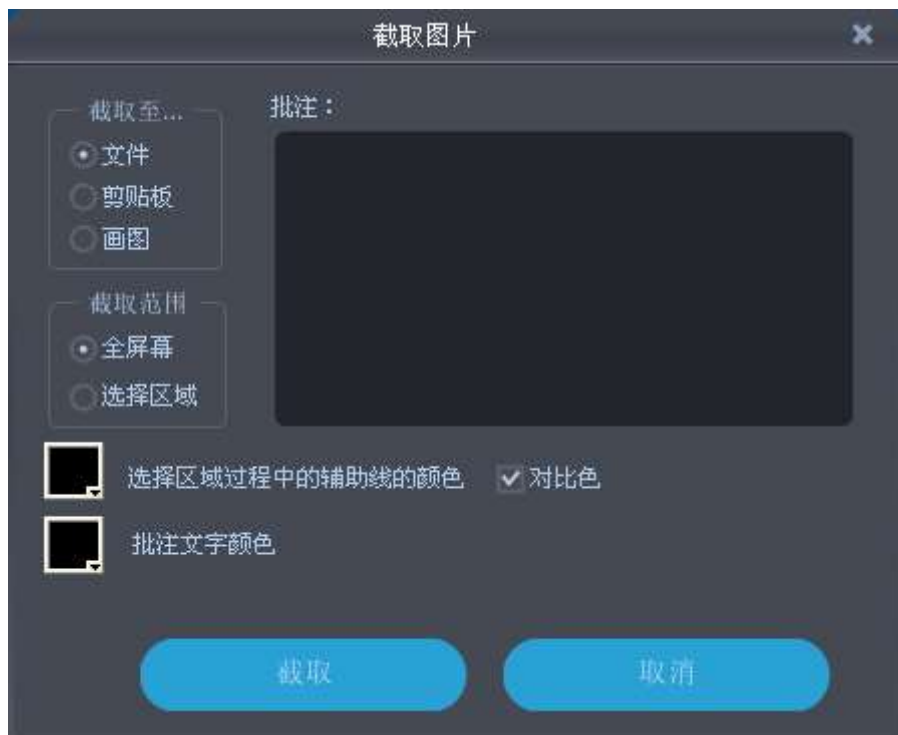 截取图片
截取至...
文件
剪贴板
画图
批注：
截取范围
全屏幕
选择区域
选择区域过程中的辅助线的颜色
对比色
批注文字颜色
截取
取消